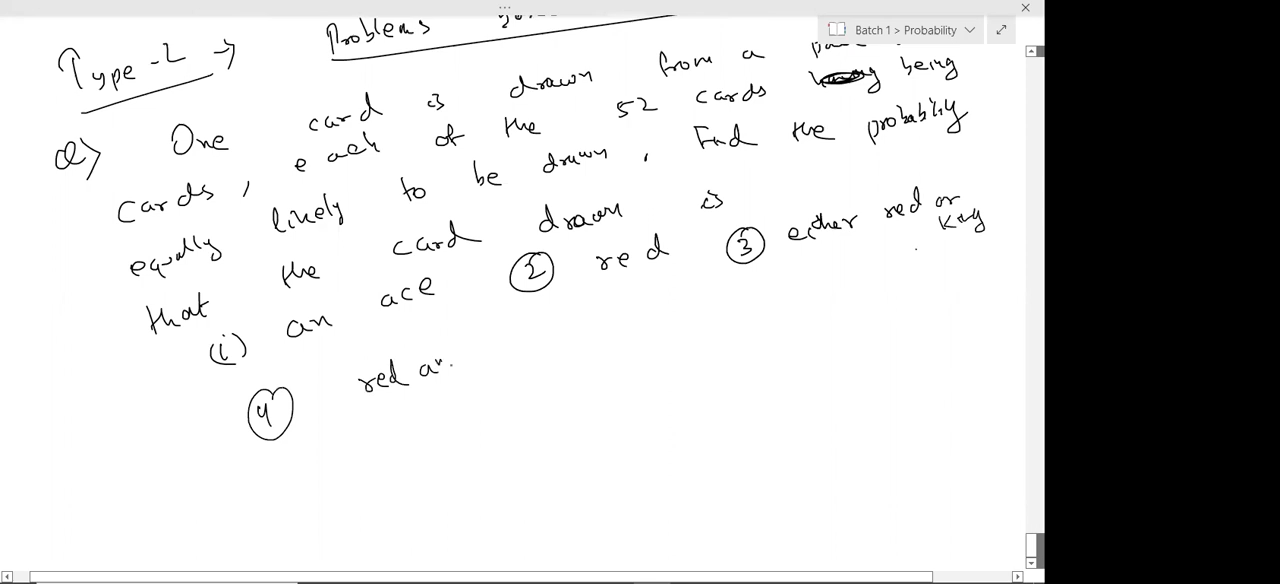 Batch 1 > Probability
Type-2 → Problems
Q> One card is drawn from a
cards, each of the 52 cards being
equally likely to be drawn. Find the probability
that the card drawn is
(i) an ace (2) red (3) either red or
king
(4) red a